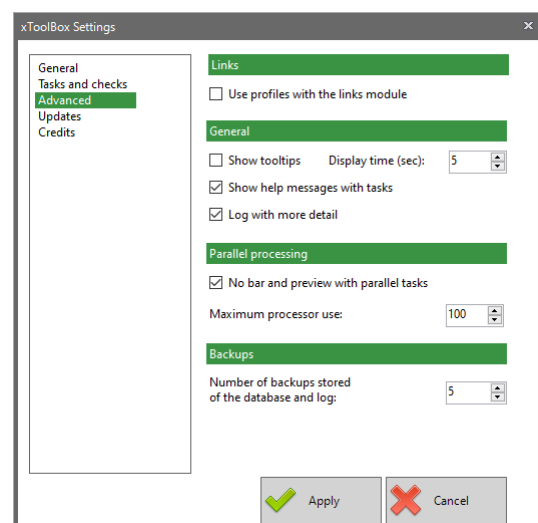 xToolBox Settings
General
Tasks and checks
Advanced
Updates
Credits
Links
Use profiles with the links module
General
Show tooltips Display time (sec): 5
Show help messages with tasks
Log with more detail
Parallel processing
No bar and preview with parallel tasks
Maximum processor use: 100
Backups
Number of backups stored
of the database and log: 5
Apply Cancel